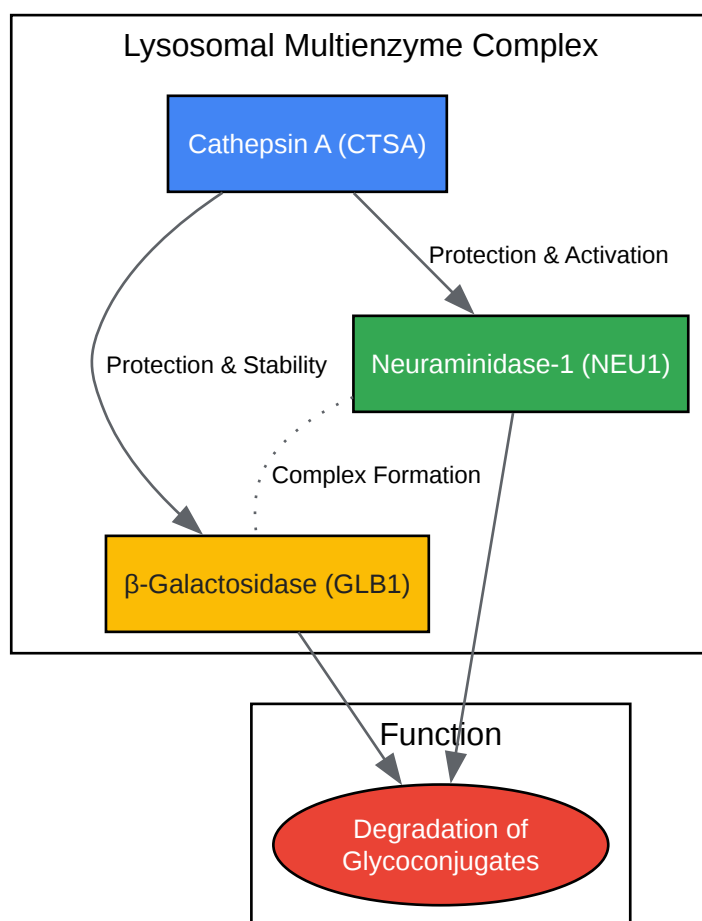 Lysosomal Multienzyme Complex
Cathepsin A (CTSA)
Protection & Activation
Protection & Stability
Neuraminidase-1 (NEU1)
Complex Formation
β-Galactosidase (GLB1)
Function
Degradation of
Glycoconjugates